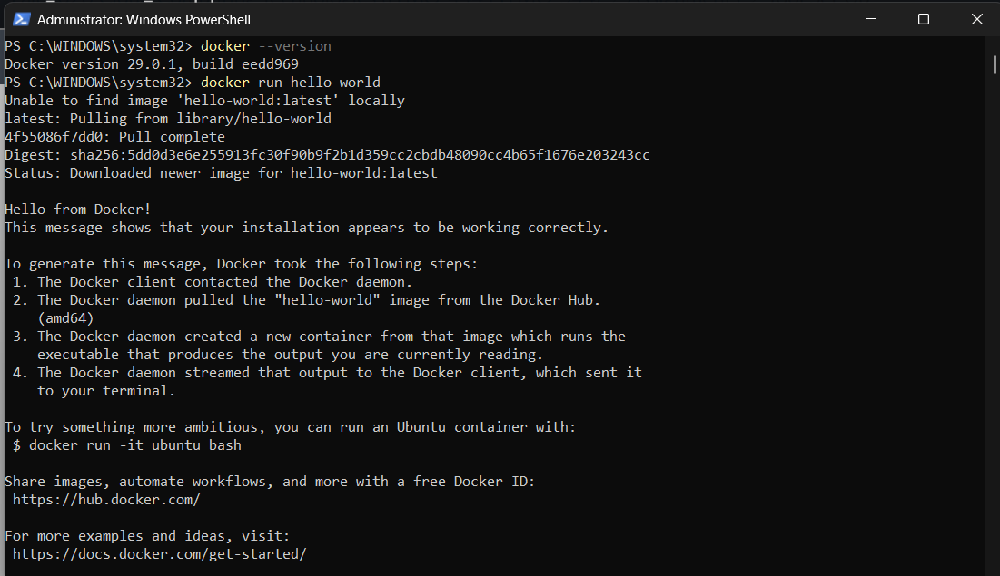 Administrator: Windows PowerShell
PS C:\WINDOWS\system32> docker --version
Docker version 29.0.1, build eedd969
PS C:\WINDOWS\system32> docker run hello-world
Unable to find image 'hello-world:latest' locally
latest: Pulling from library/hello-world
4f55086f7dd0: Pull complete
Digest: sha256:5dd0d3e6e255913fc30f90b9f2b1d359cc2cbdb48090cc4b65f1676e203243cc
Status: Downloaded newer image for hello-world:latest

Hello from Docker!
This message shows that your installation appears to be working correctly.

To generate this message, Docker took the following steps:
 1. The Docker client contacted the Docker daemon.
 2. The Docker daemon pulled the "hello-world" image from the Docker Hub.
    (amd64)
 3. The Docker daemon created a new container from that image which runs the
    executable that produces the output you are currently reading.
 4. The Docker daemon streamed that output to the Docker client, which sent it
    to your terminal.

To try something more ambitious, you can run an Ubuntu container with:
 $ docker run -it ubuntu bash

Share images, automate workflows, and more with a free Docker ID:
 https://hub.docker.com/

For more examples and ideas, visit:
 https://docs.docker.com/get-started/